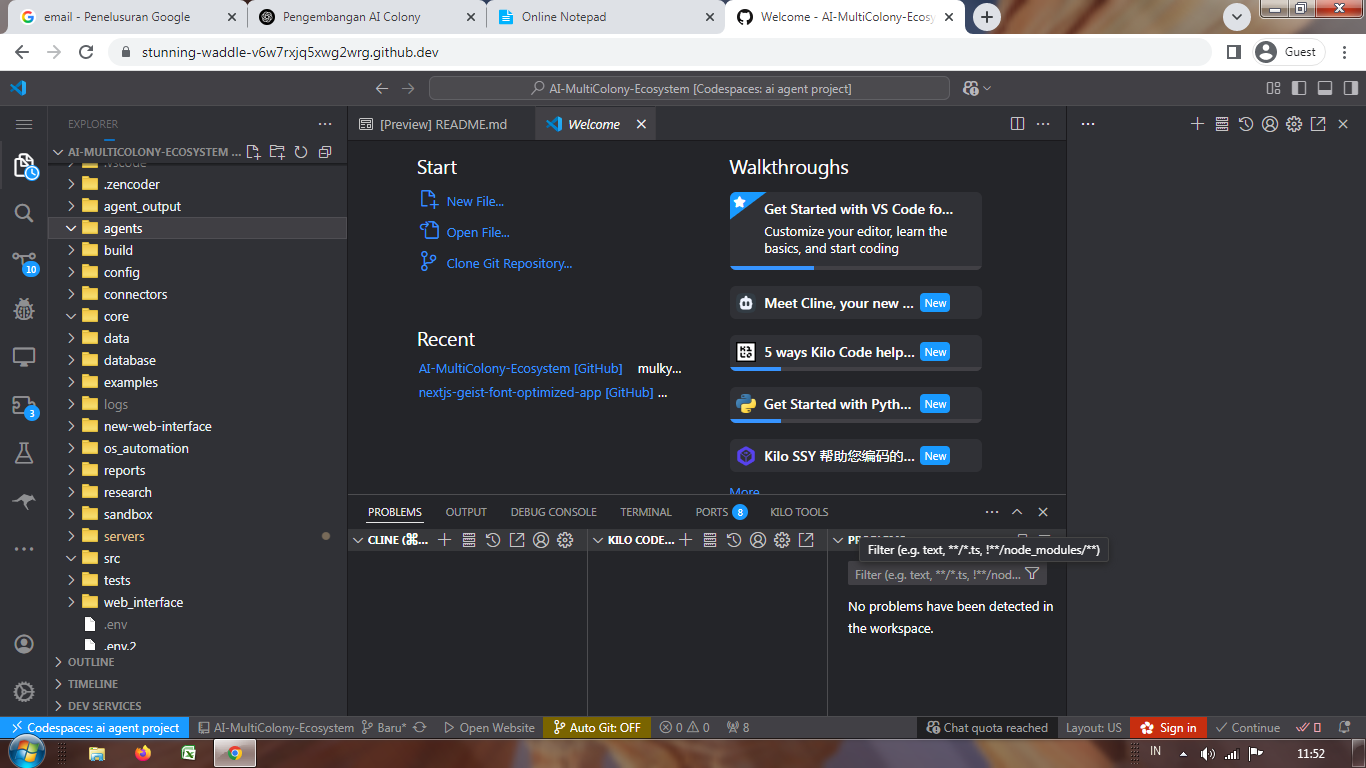 email - Penelusuran Google
Pengembangan AI Colony
Online Notepad
Welcome - AI-MultiColony-Ecosy
stunning-waddle-v6w7rxjq5xwg2wrg.github.dev
Guest
AI-MultiColony-Ecosystem [Codespaces: ai agent project]
EXPLORER
[Preview] README.md
Welcome
AI-MULTICOLONY-ECOSYSTEM ...
.vscode
.zencoder
agent_output
agents
build
config
connectors
core
data
database
examples
logs
new-web-interface
os_automation
reports
research
sandbox
servers
src
tests
web_interface
.env
.env.2
OUTLINE
TIMELINE
DEV SERVICES
10
3
Start
New File...
Open File...
Clone Git Repository...
Recent
AI-MultiColony-Ecosystem [GitHub] mulky...
nextjs-geist-font-optimized-app [GitHub] ...
Walkthroughs
Get Started with VS Code fo...
Customize your editor, learn the
basics, and start coding
Meet Cline, your new ... New
5 ways Kilo Code help... New
Get Started with Pyth... New
Kilo SSY 帮助您编码的... New
More...
PROBLEMS
OUTPUT
DEBUG CONSOLE
TERMINAL
PORTS 8
KILO TOOLS
CLINE (⌘...
KILO CODE...
PROBLEMS
Filter (e.g. text, **/*.ts, !**/node_modules/**)
Filter (e.g. text, **/*.ts, !**/nod...
No problems have been detected in
the workspace.
Codespaces: ai agent project
AI-MultiColony-Ecosystem
Baru*
Open Website
Auto Git: OFF
0 0
8
Chat quota reached
Layout: US
Sign in
Continue
IN
11:52